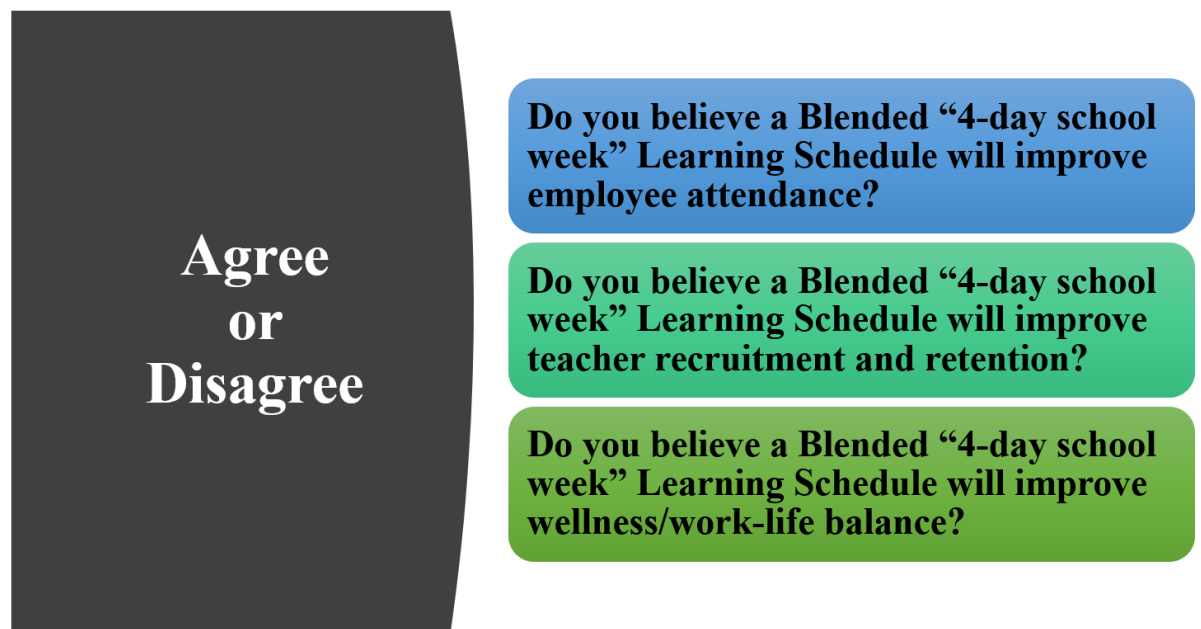 Agree
or
Disagree
Do you believe a Blended “4-day school
week” Learning Schedule will improve
employee attendance?
Do you believe a Blended “4-day school
week” Learning Schedule will improve
teacher recruitment and retention?
Do you believe a Blended “4-day school
week” Learning Schedule will improve
wellness/work-life balance?